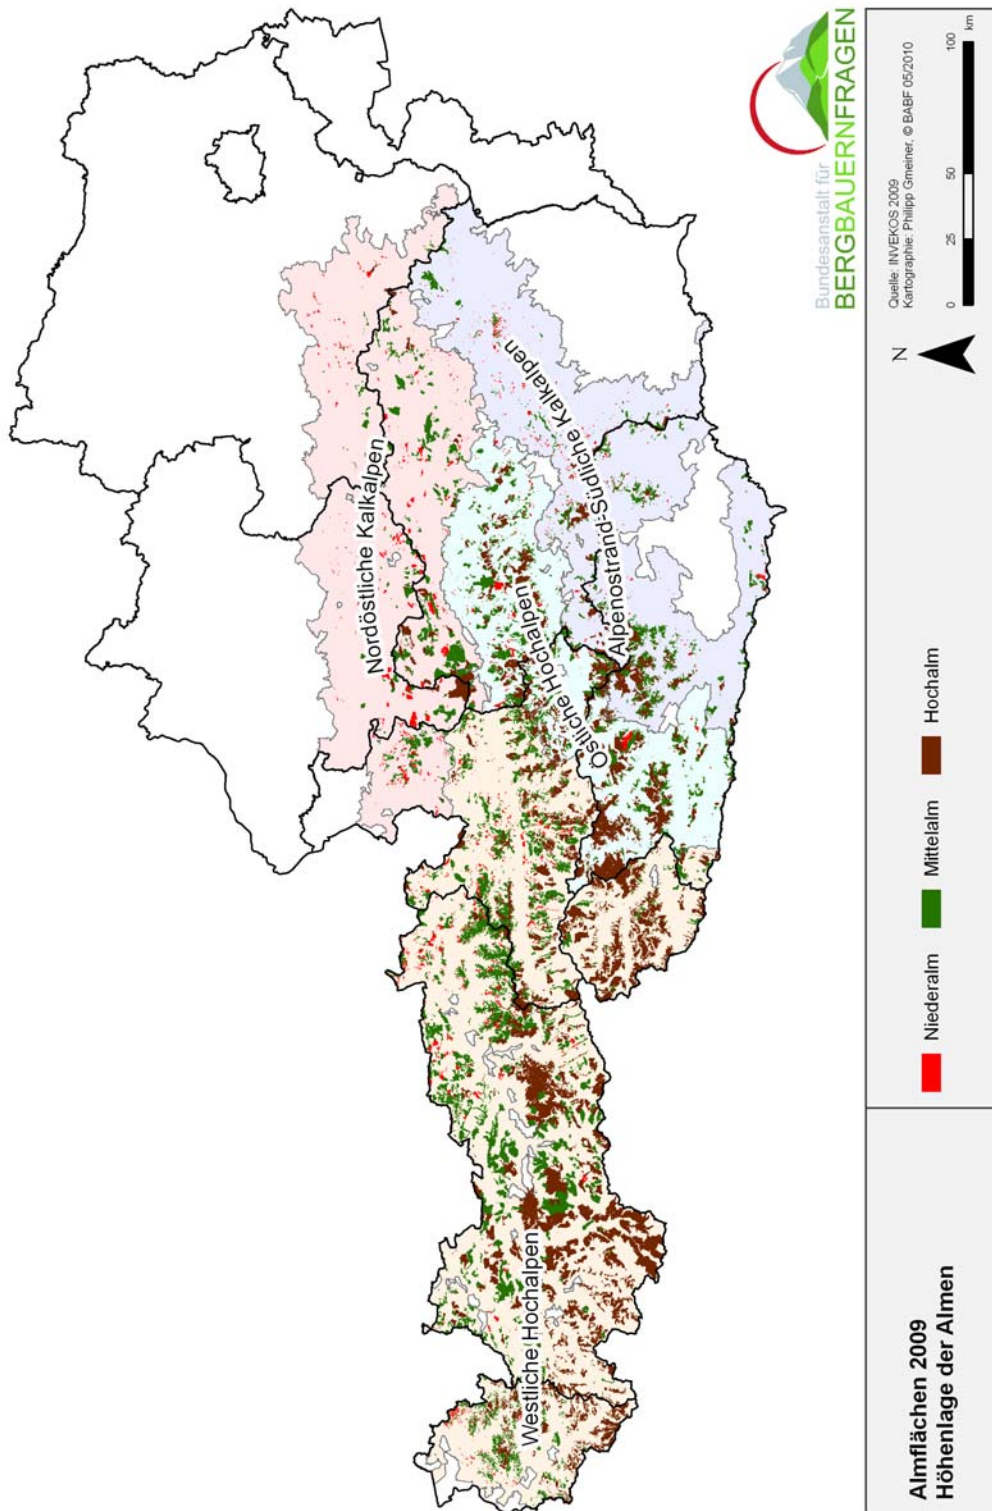 Westliche Hochalpen
Nordöstliche Kalkalpen
Östliche Hochalpen
Alpenostrand-Südliche Kalkalpen
Bundesanstalt für
BERGBAUERNFRAGEN
Almflächen 2009
Höhenlage der Almen
Niederalm
Mittelalm
Hochalm
N
Quelle: INVEKOS 2009
Kartographie: Philipp Gmeiner, © BABF 05/2010
0 25 50 100
km